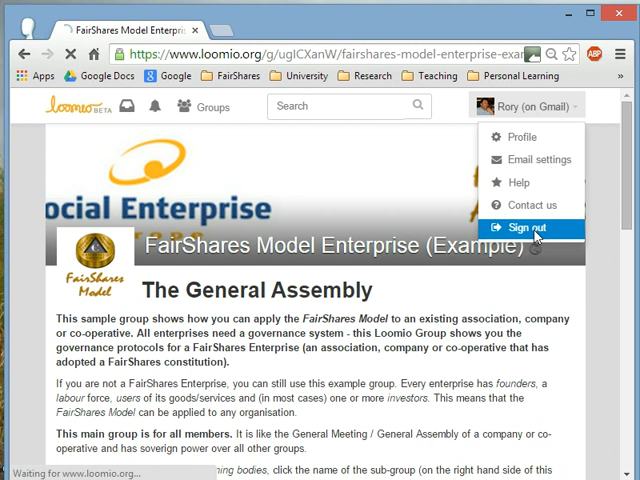 FairShares Model Enterpris
https://www.loomio.org/g/ugICXanW/fairshares-model-enterprise-exar
ABP
Apps Google Docs Google FairShares University Research Teaching Personal Learning
loomio BETA Groups Search Rory (on Gmail)
Profile
Email settings
Help
Contact us
Sign out
ocial Enterprise
FairShares Model Enterprise (Example)
FairShares
Model
The General Assembly
This sample group shows how you can apply the FairShares Model to an existing association, company
or co-operative. All enterprises need a governance system - this Loomio Group shows you the
governance protocols for a FairShares Enterprise (an association, company or co-operative that has
adopted a FairShares constitution).
If you are not a FairShares Enterprise, you can still use this example group. Every enterprise has founders, a
labour force, users of its goods/services and (in most cases) one or more investors. This means that the
FairShares Model can be applied to any organisation.
This main group is for all members. It is like the General Meeting / General Assembly of a company or co-
operative and has soverign power over all other groups.
ning bodies, click the name of the sub-group (on the right hand side of this
Waiting for www.loomio.org...